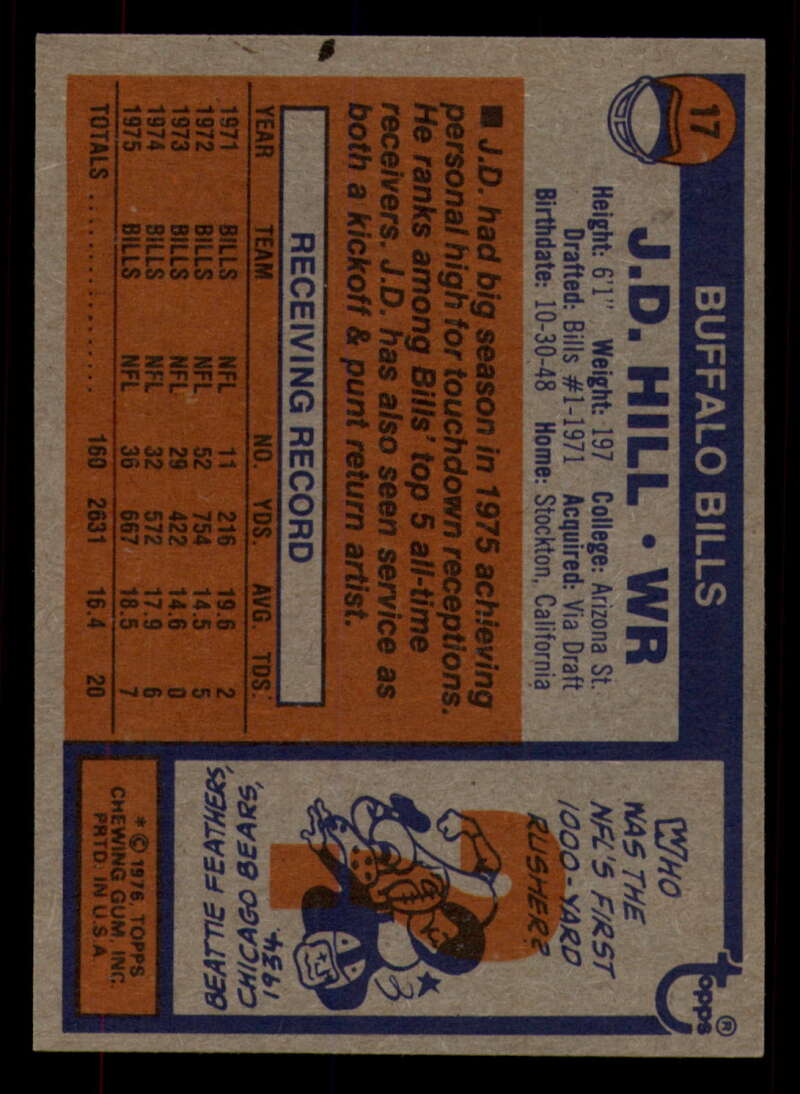 17
BUFFALO BILLS
J.D. HILL • WR
Height: 6'1" Weight: 197 College: Arizona St.
Drafted: Bills #1-1971 Acquired: Via Draft
Birthdate: 10-30-48 Home: Stockton, California
■ J.D. had big season in 1975 achieving
personal high for touchdown receptions.
He ranks among Bills' top 5 all-time
receivers. J.D. has also seen service as
both a kickoff & punt return artist.
RECEIVING RECORD
YEAR TEAM NO. YDS. AVG. TDS.
1971 BILLS NFL 11 216 19.6 2
1972 BILLS NFL 52 754 14.5 5
1973 BILLS NFL 29 422 14.6 0
1974 BILLS NFL 32 572 17.9 6
1975 BILLS NFL 36 667 18.5 7
TOTALS .................... 160 2631 16.4 20
topps®
WHO
WAS THE
NFL'S FIRST
1000-YARD
RUSHER?
?
BEATTIE FEATHERS,
CHICAGO BEARS,
1934.
* © 1976, TOPPS
CHEWING GUM, INC.
PRTD. IN U.S.A.